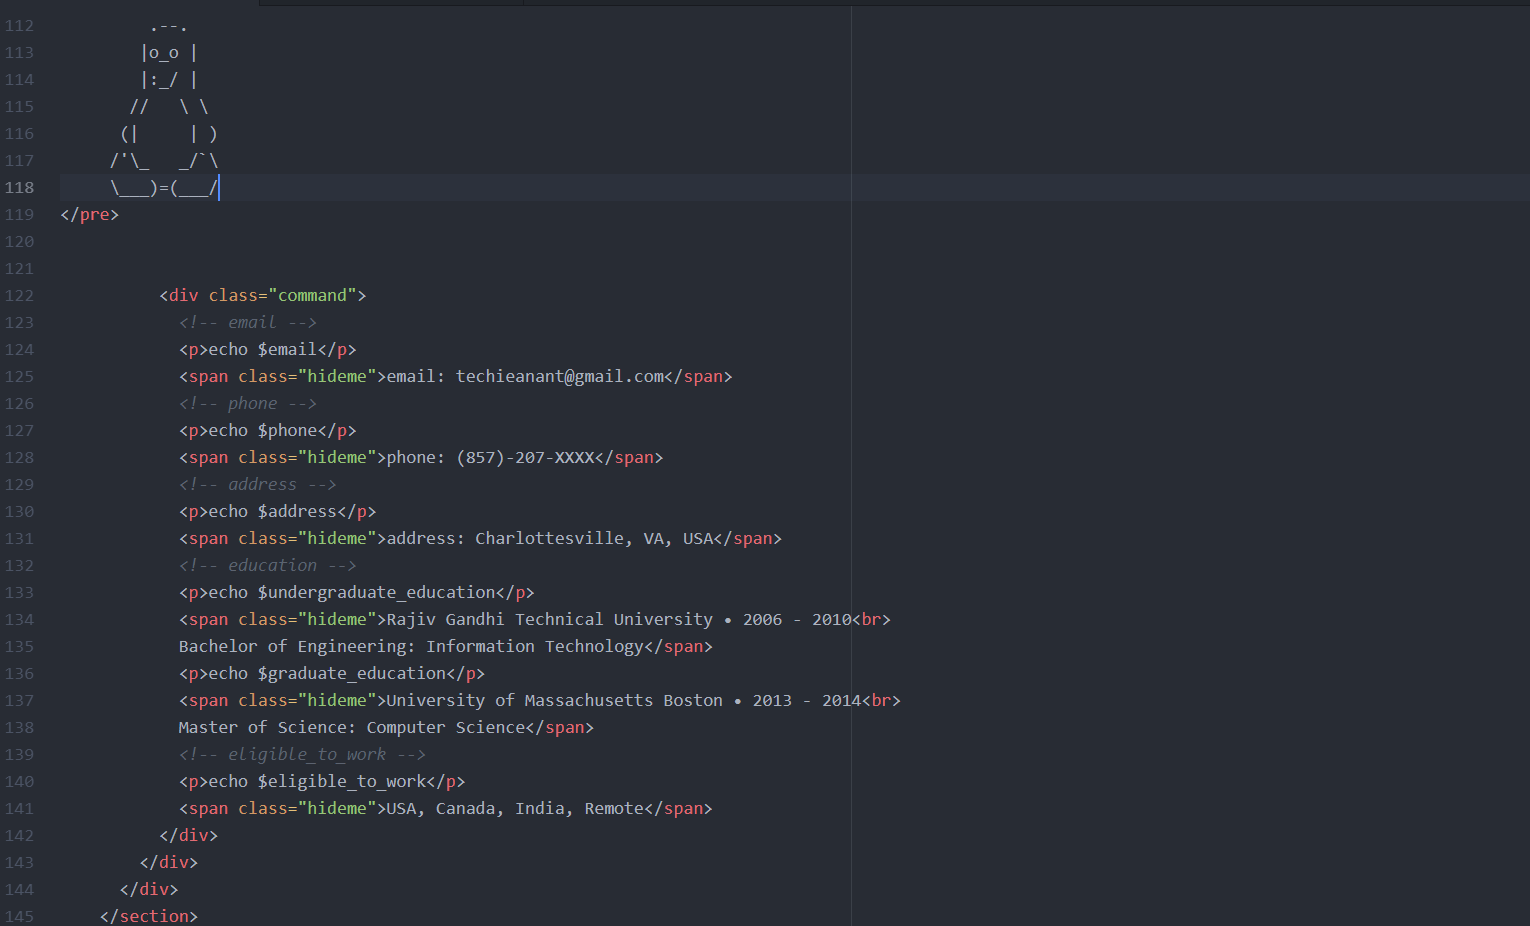 112          .--.
113         |o_o |
114         |:_/ |
115        //   \ \
116       (|     | )
117      /'\_   _/`\
118      \___)=(___/
119 </pre>
120
121
122           <div class="command">
123             <!-- email -->
124             <p>echo $email</p>
125             <span class="hideme">email: techieanant@gmail.com</span>
126             <!-- phone -->
127             <p>echo $phone</p>
128             <span class="hideme">phone: (857)-207-XXXX</span>
129             <!-- address -->
130             <p>echo $address</p>
131             <span class="hideme">address: Charlottesville, VA, USA</span>
132             <!-- education -->
133             <p>echo $undergraduate_education</p>
134             <span class="hideme">Rajiv Gandhi Technical University • 2006 - 2010<br>
135             Bachelor of Engineering: Information Technology</span>
136             <p>echo $graduate_education</p>
137             <span class="hideme">University of Massachusetts Boston • 2013 - 2014<br>
138             Master of Science: Computer Science</span>
139             <!-- eligible_to_work -->
140             <p>echo $eligible_to_work</p>
141             <span class="hideme">USA, Canada, India, Remote</span>
142           </div>
143         </div>
144       </div>
145     </section>